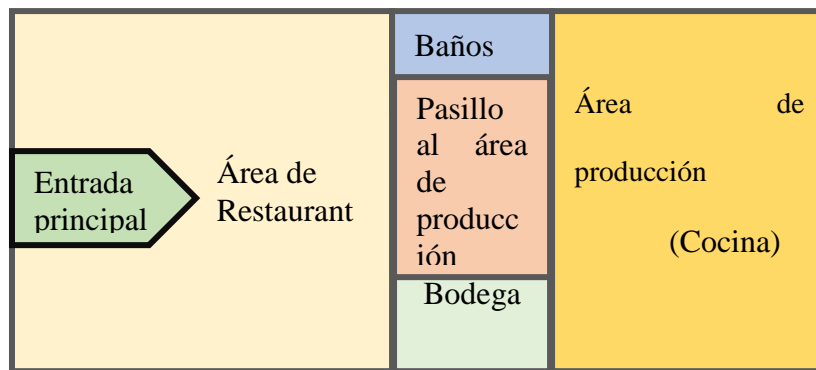 Entrada
principal
Área de
Restaurant
Baños
Pasillo
al área
de
producc
ión
Bodega
Área de
producción
(Cocina)